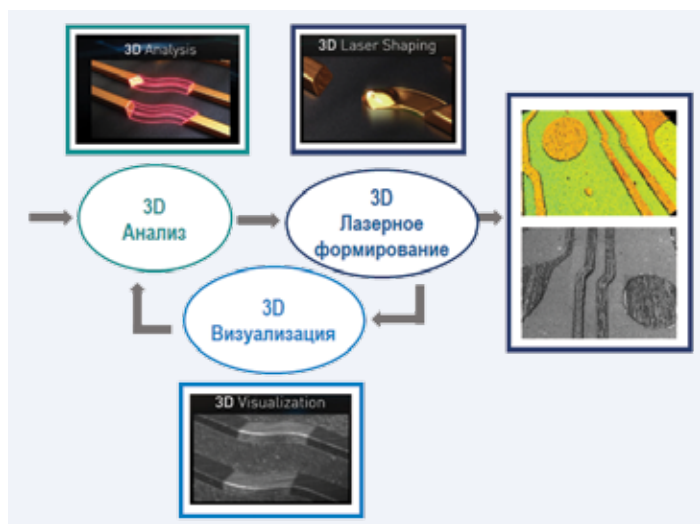 3D Analysis
3D Laser Shaping
3D
Анализ
3D
Лазерное
формирование
3D
Визуализация
3D Visualization